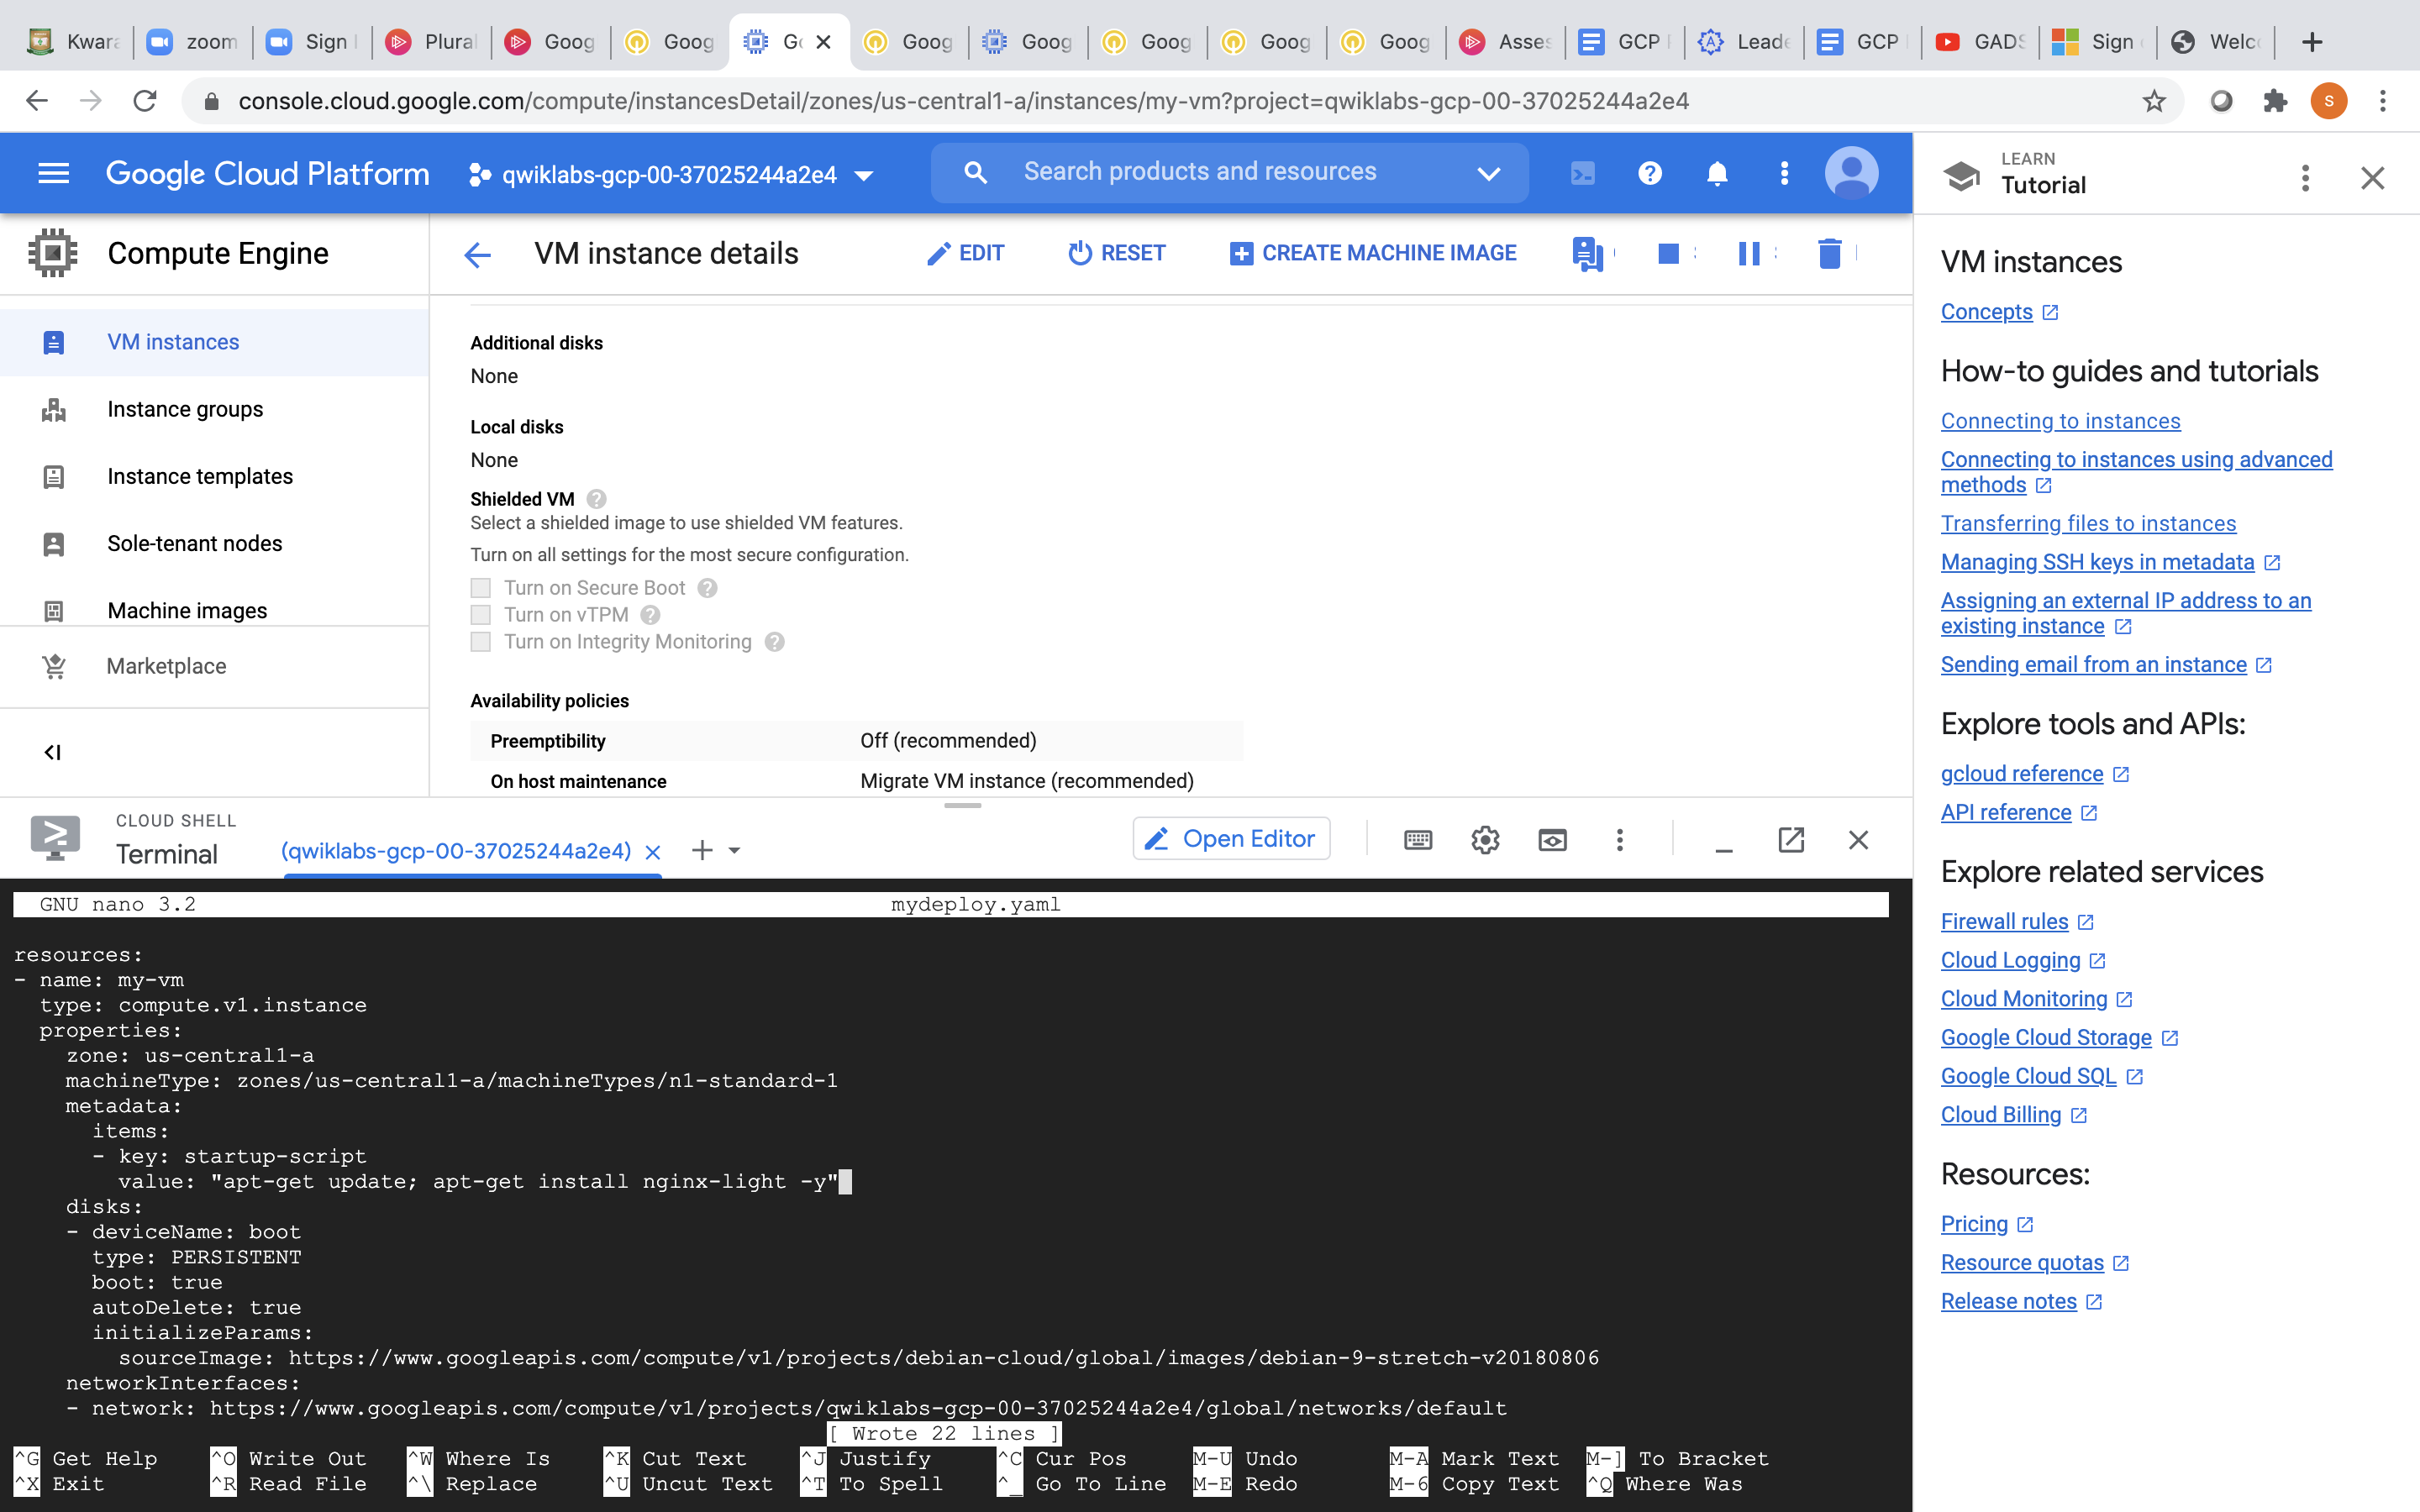 Kwara
zoom
Sign
Plural
Goog
Goog
Go
Goog
Goog
Goog
Goog
Goog
Asses
GCP
Leade
GCP
GADS
Sign
Welco
console.cloud.google.com/compute/instancesDetail/zones/us-central1-a/instances/my-vm?project=qwiklabs-gcp-00-37025244a2e4
S
Google Cloud Platform
qwiklabs-gcp-00-37025244a2e4
Search products and resources
LEARN
Tutorial
Compute Engine
VM instance details
EDIT
RESET
CREATE MACHINE IMAGE
VM instances
Instance groups
Instance templates
Sole-tenant nodes
Machine images
Marketplace
Additional disks
None
Local disks
None
Shielded VM
Select a shielded image to use shielded VM features.
Turn on all settings for the most secure configuration.
Turn on Secure Boot
Turn on vTPM
Turn on Integrity Monitoring
Availability policies
Preemptibility Off (recommended)
On host maintenance Migrate VM instance (recommended)
VM instances
Concepts
How-to guides and tutorials
Connecting to instances
Connecting to instances using advanced
methods
Transferring files to instances
Managing SSH keys in metadata
Assigning an external IP address to an
existing instance
Sending email from an instance
Explore tools and APIs:
gcloud reference
API reference
Explore related services
Firewall rules
Cloud Logging
Cloud Monitoring
Google Cloud Storage
Google Cloud SQL
Cloud Billing
Resources:
Pricing
Resource quotas
Release notes
CLOUD SHELL
Terminal
(qwiklabs-gcp-00-37025244a2e4)
Open Editor
GNU nano 3.2 mydeploy.yaml
resources:
- name: my-vm
  type: compute.v1.instance
  properties:
    zone: us-central1-a
    machineType: zones/us-central1-a/machineTypes/n1-standard-1
    metadata:
      items:
      - key: startup-script
        value: "apt-get update; apt-get install nginx-light -y"
    disks:
    - deviceName: boot
      type: PERSISTENT
      boot: true
      autoDelete: true
      initializeParams:
        sourceImage: https://www.googleapis.com/compute/v1/projects/debian-cloud/global/images/debian-9-stretch-v20180806
    networkInterfaces:
    - network: https://www.googleapis.com/compute/v1/projects/qwiklabs-gcp-00-37025244a2e4/global/networks/default
[ Wrote 22 lines ]
^G Get Help ^O Write Out ^W Where Is ^K Cut Text ^J Justify ^C Cur Pos M-U Undo M-A Mark Text M-] To Bracket
^X Exit ^R Read File ^\ Replace ^U Uncut Text ^T To Spell ^_ Go To Line M-E Redo M-6 Copy Text ^Q Where Was